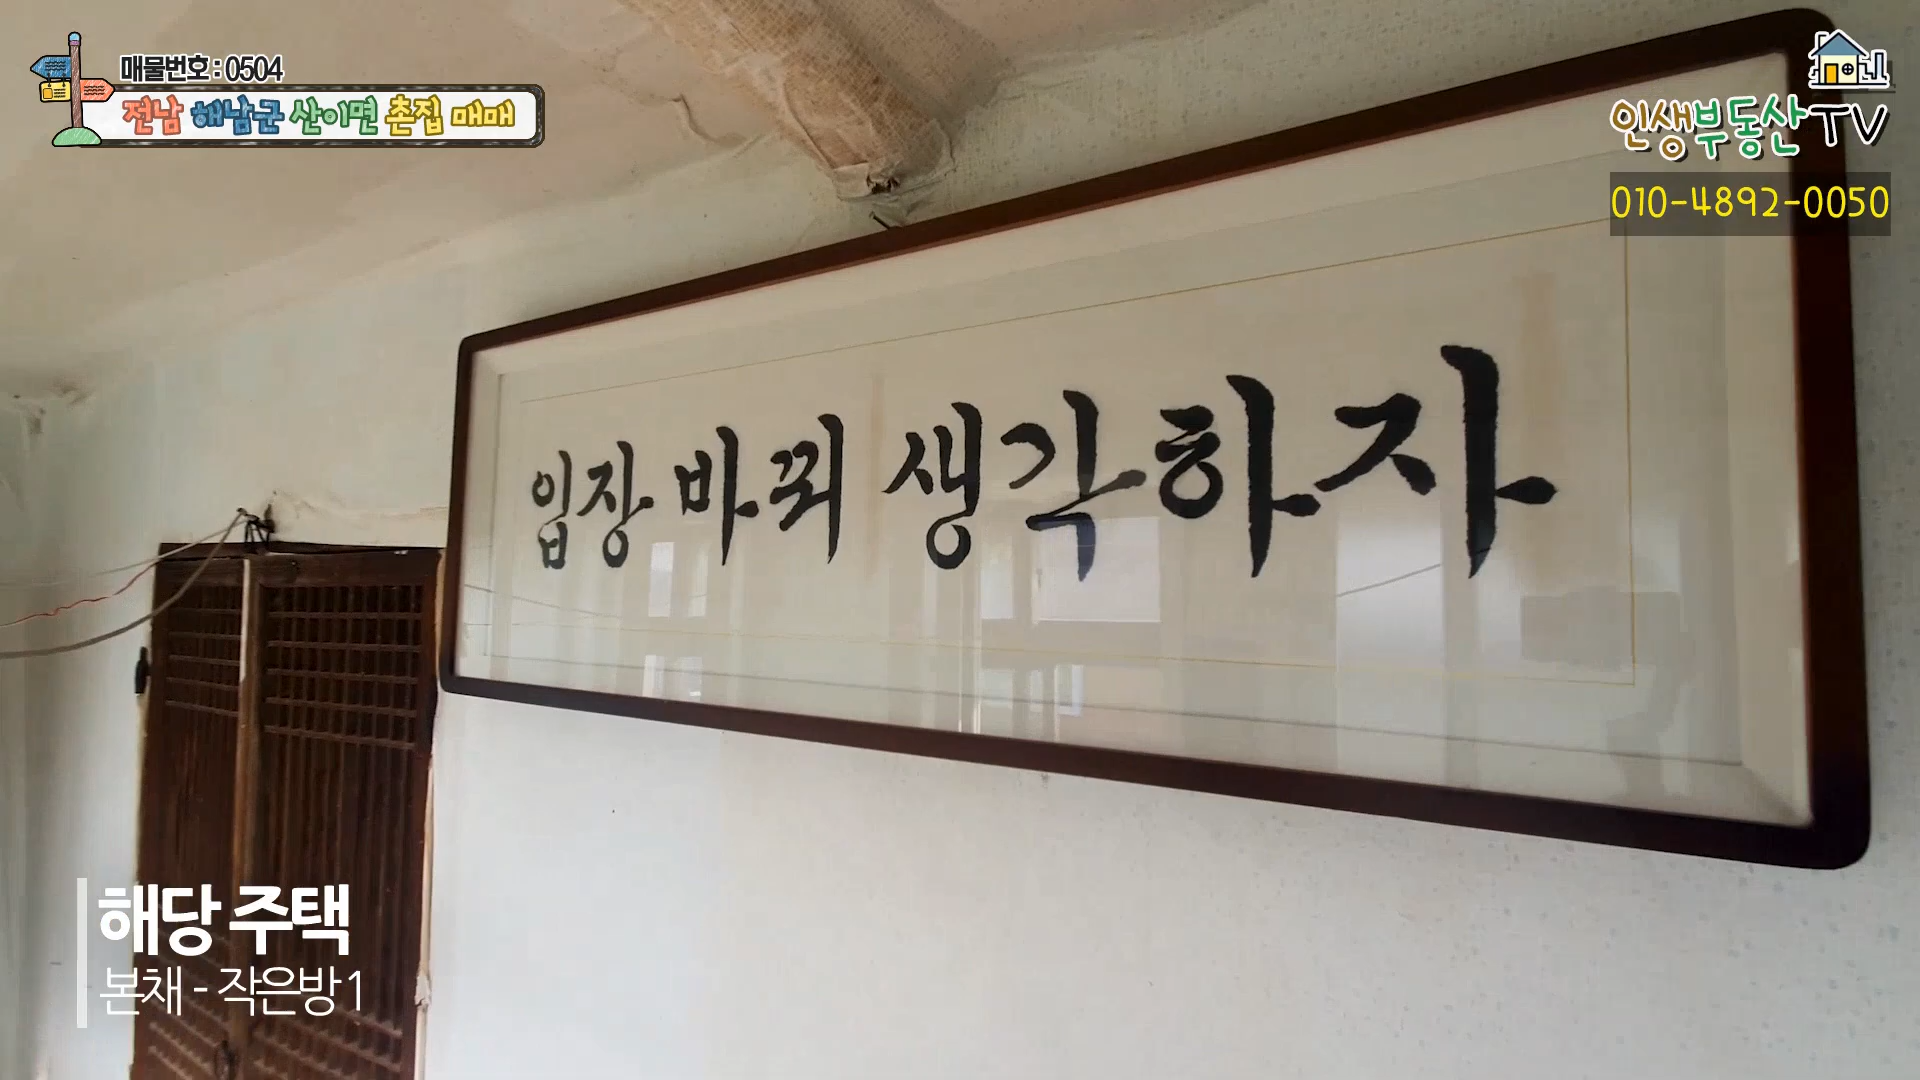 매물번호 : 0504
전남 해남군 산이면 촌집 매매
인생부동산TV
010-4892-0050
입장 바꿔 생각하자
해당 주택
본채 - 작은방1